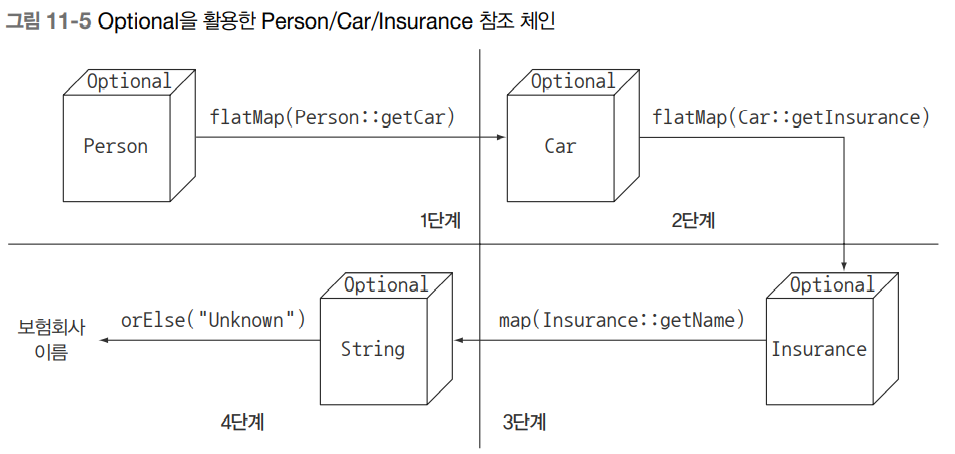 그림 11-5 Optional을 활용한 Person/Car/Insurance 참조 체인
Optional
Person
flatMap(Person::getCar)
1단계
Optional
Car
flatMap(Car::getInsurance)
2단계
Optional
Insurance
map(Insurance::getName)
3단계
Optional
String
orElse("Unknown")
4단계
보험회사
이름